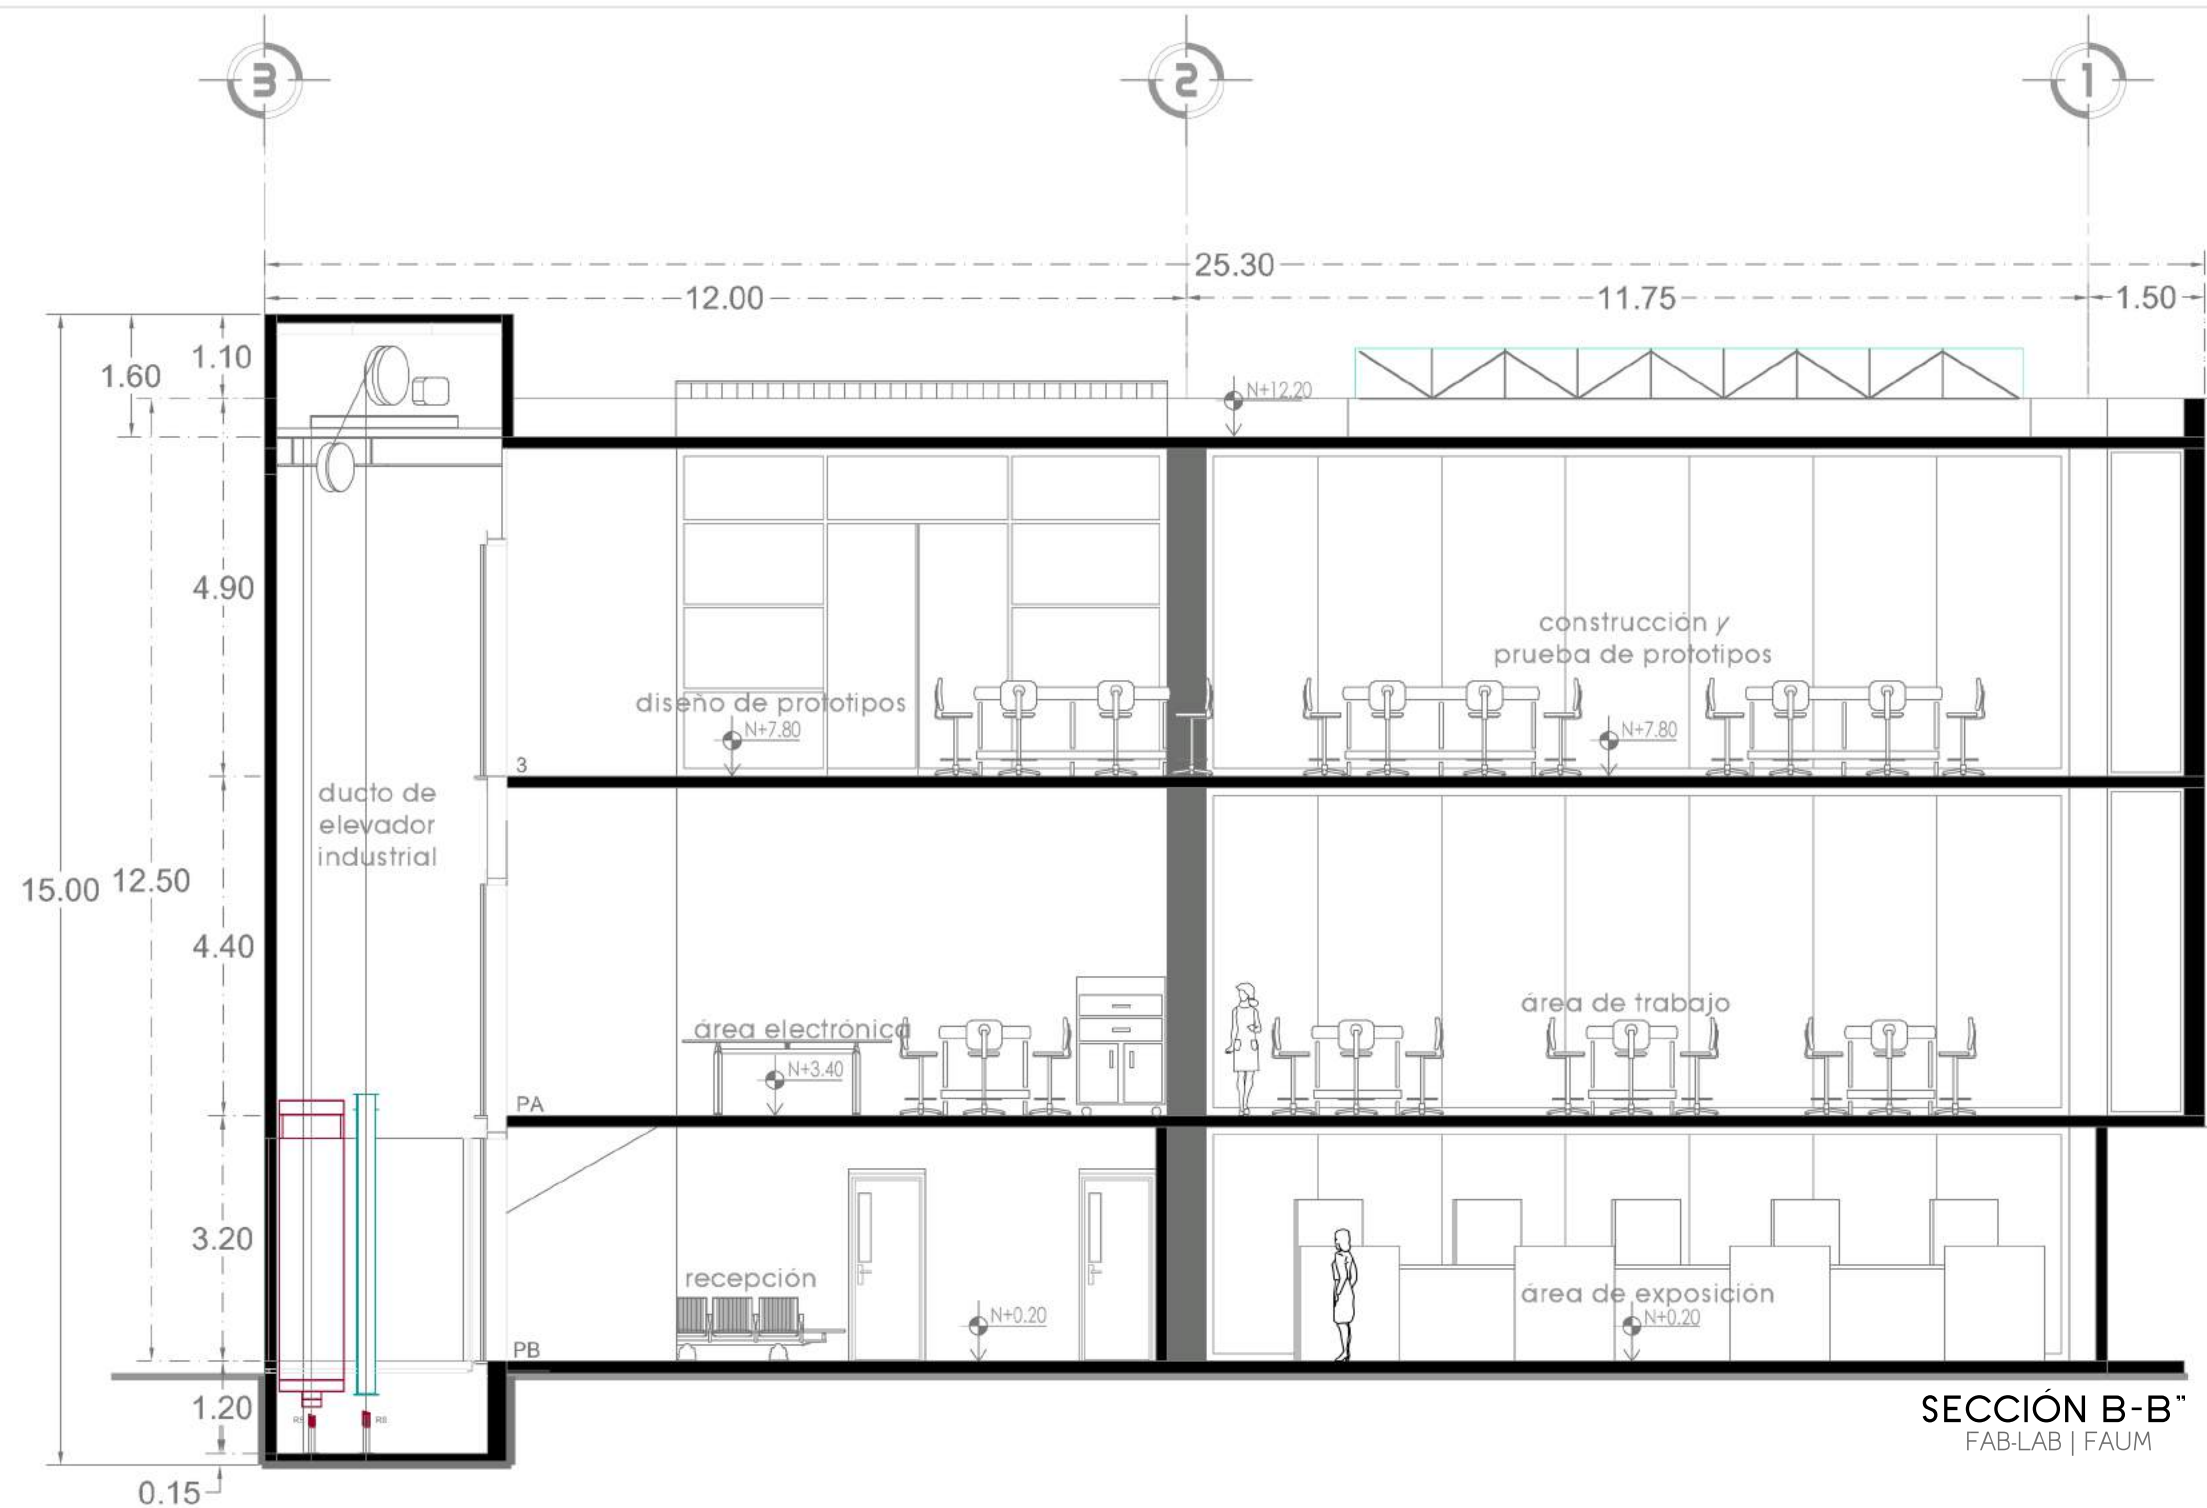 3
2
1
25.30
12.00
11.75
1.50
1.10
1.60
N+12.20
4.90
construcción y
prueba de prototipos
diseño de prototipos
N+7.80
N+7.80
3
ducto de
elevador
industrial
15.00
12.50
4.40
área electrónica
área de trabajo
N+3.40
PA
3.20
recepción
área de exposición
N+0.20
N+0.20
PB
1.20
0.15
SECCIÓN B-B"
FAB-LAB | FAUM